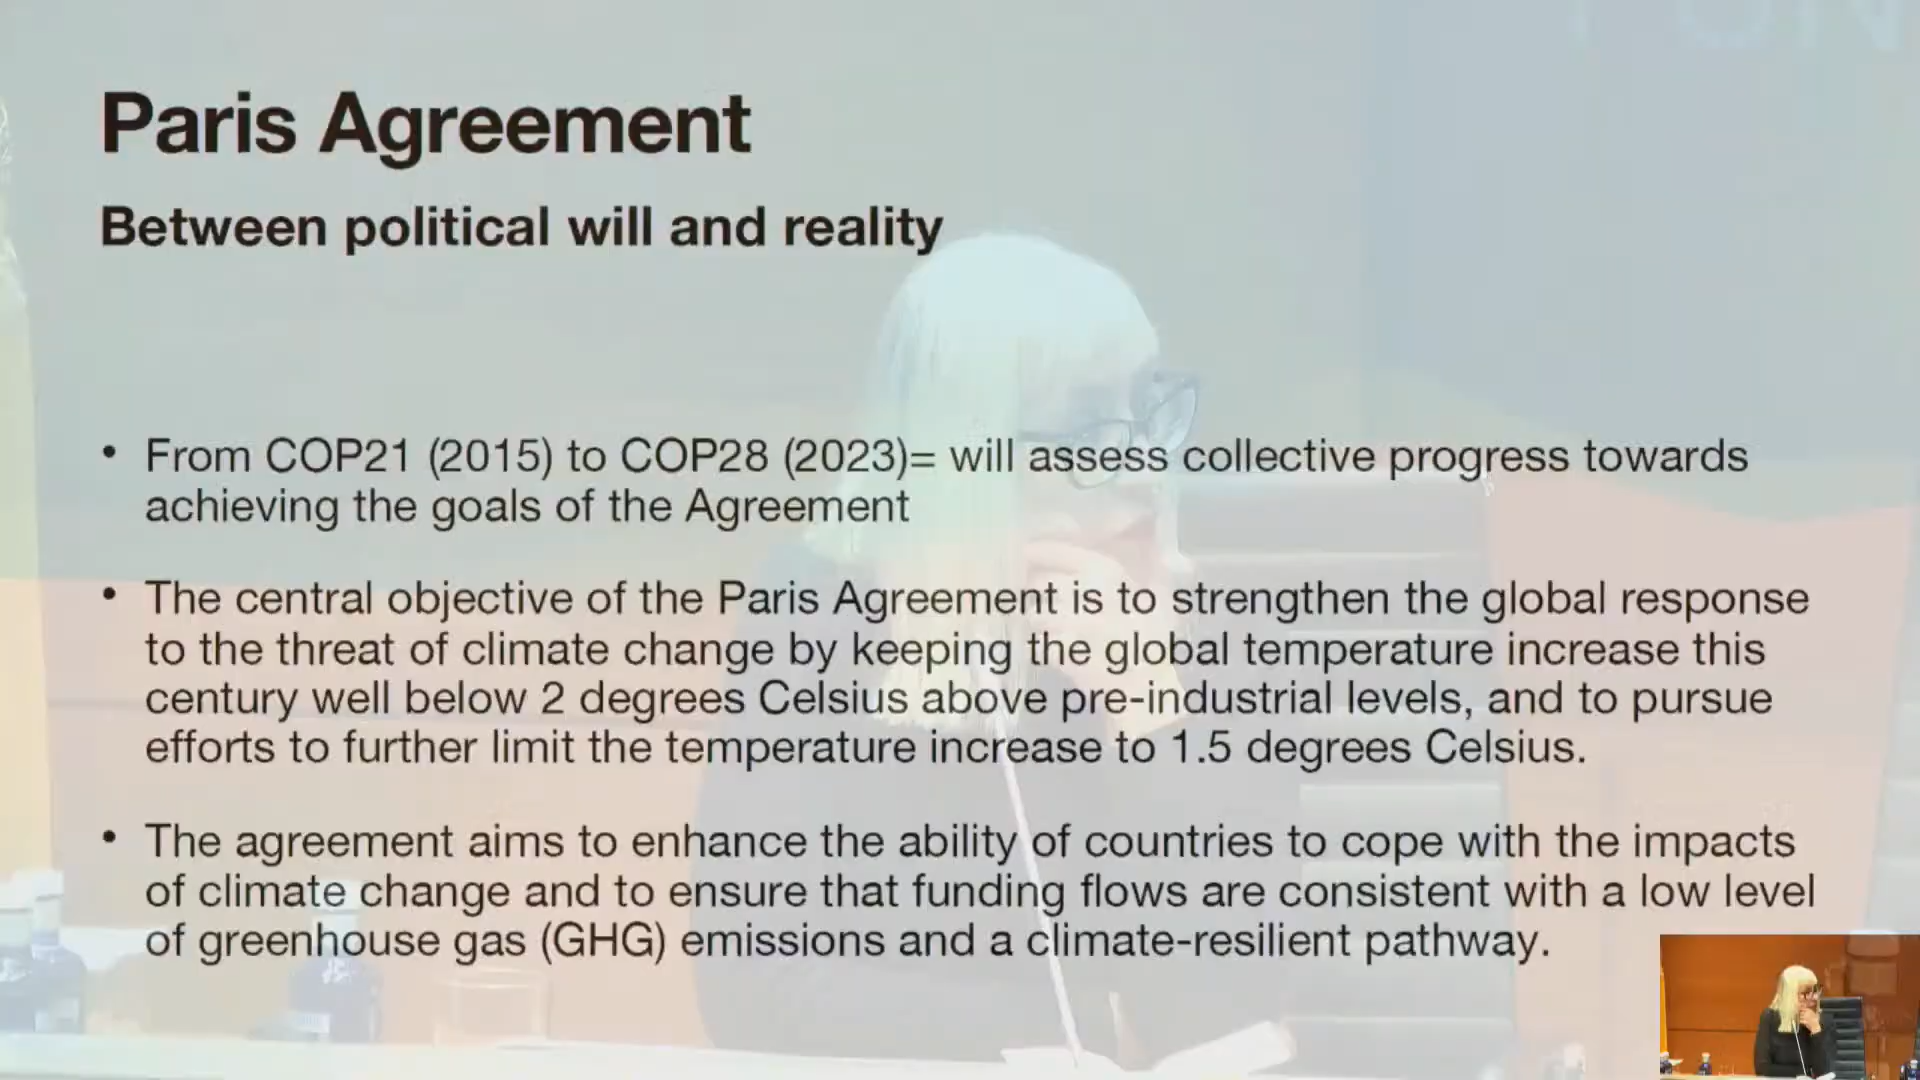 Paris Agreement
Between political will and reality
• From COP21 (2015) to COP28 (2023)= will assess collective progress towards
achieving the goals of the Agreement
• The central objective of the Paris Agreement is to strengthen the global response
to the threat of climate change by keeping the global temperature increase this
century well below 2 degrees Celsius above pre-industrial levels, and to pursue
efforts to further limit the temperature increase to 1.5 degrees Celsius.
• The agreement aims to enhance the ability of countries to cope with the impacts
of climate change and to ensure that funding flows are consistent with a low level
of greenhouse gas (GHG) emissions and a climate-resilient pathway.